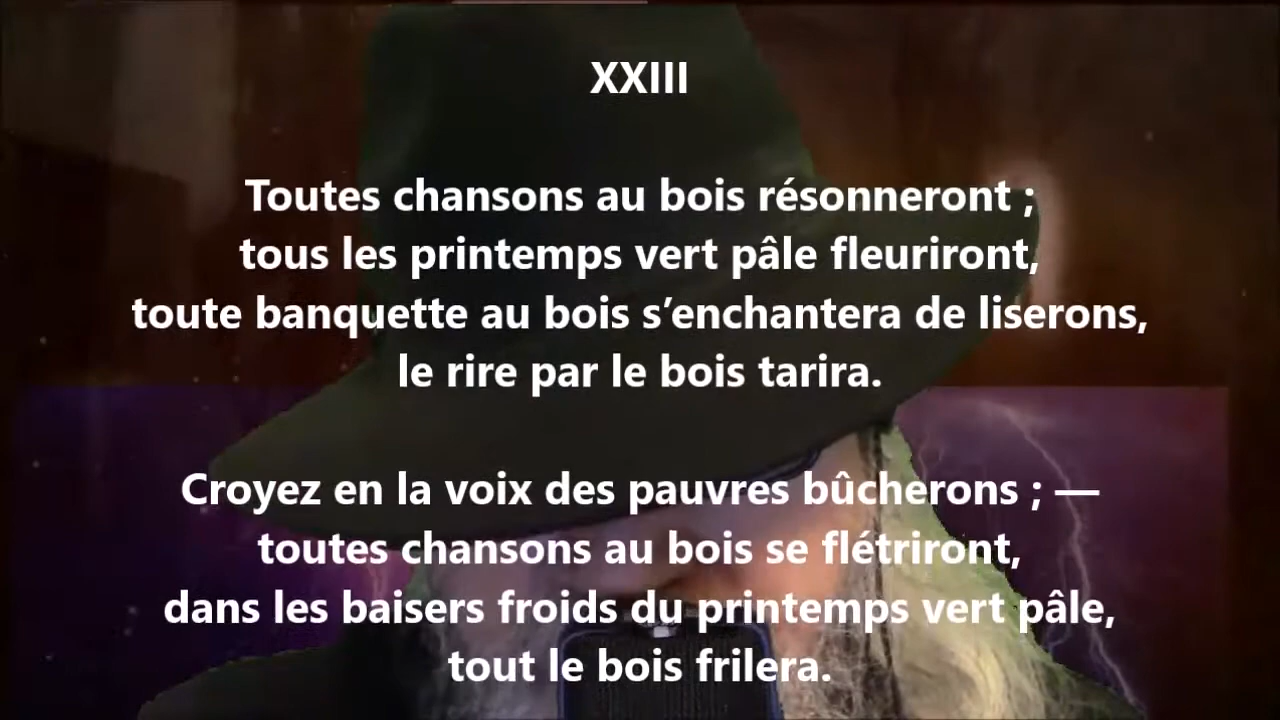 XXIII
Toutes chansons au bois résonneront ;
tous les printemps vert pâle fleuriront,
toute banquette au bois s’enchantera de liserons,
le rire par le bois tarira.
Croyez en la voix des pauvres bûcherons ; —
toutes chansons au bois se flétriront,
dans les baisers froids du printemps vert pâle,
tout le bois frilera.